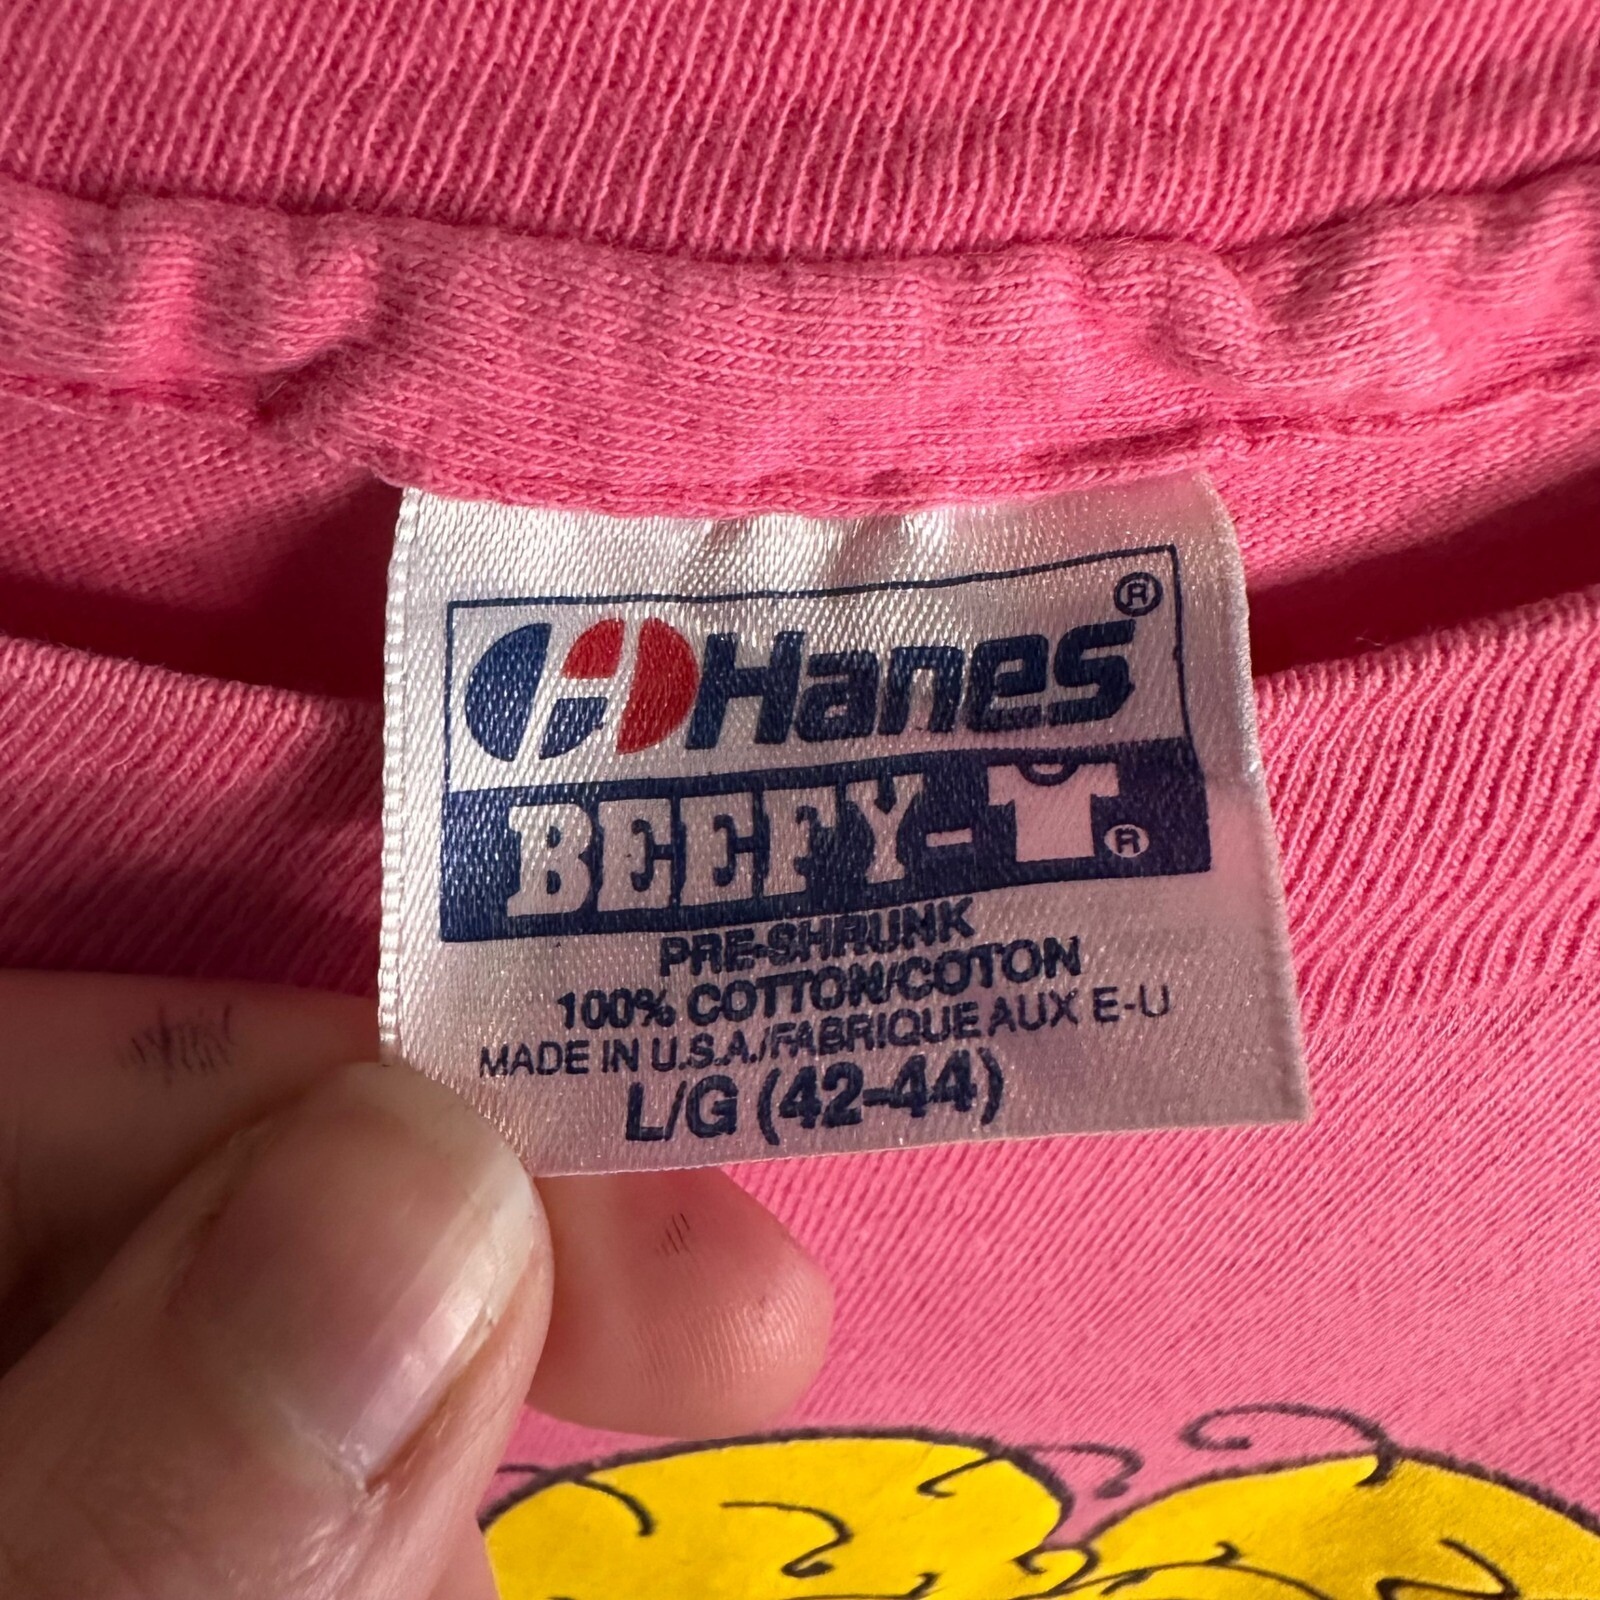 Hanes ®
BEEFY- ®
PRE-SHRUNK
100% COTTON/COTON
MADE IN U.S.A./FABRIQUE AUX E-U
L/G (42-44)